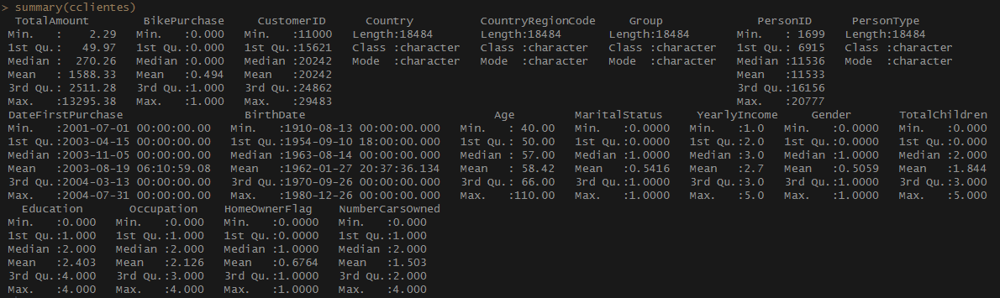 > summary(cclientes)
  TotalAmount       BikePurchase     CustomerID      Country          CountryRegionCode     Group              PersonID      PersonType
 Min.   :    2.29   Min.   :0.000   Min.   :11000   Length:18484       Length:18484       Length:18484       Min.   : 1699   Length:18484
 1st Qu.:   49.97   1st Qu.:0.000   1st Qu.:15621   Class :character   Class :character   Class :character   1st Qu.: 6915   Class :character
 Median :  270.26   Median :0.000   Median :20242   Mode  :character   Mode  :character   Mode  :character   Median :11536   Mode  :character
 Mean   : 1588.33   Mean   :0.494   Mean   :20242   Mean   :11533
 3rd Qu.: 2511.28   3rd Qu.:1.000   3rd Qu.:24862   3rd Qu.:16156
 Max.   :13295.38   Max.   :1.000   Max.   :29483   Max.   :20777
 DateFirstPurchase                  BirthDate                            Age         MaritalStatus     YearlyIncome     Gender       TotalChildren
 Min.   :2001-07-01 00:00:00.00   Min.   :1910-08-13 00:00:00.000   Min.   : 40.00   Min.   :0.0000   Min.   :1.0   Min.   :0.0000   Min.   :0.000
 1st Qu.:2003-04-15 00:00:00.00   1st Qu.:1954-09-10 18:00:00.000   1st Qu.: 50.00   1st Qu.:0.0000   1st Qu.:2.0   1st Qu.:0.0000   1st Qu.:0.000
 Median :2003-11-05 00:00:00.00   Median :1963-08-14 00:00:00.000   Median : 57.00   Median :1.0000   Median :3.0   Median :1.0000   Median :2.000
 Mean   :2003-08-19 06:10:59.08   Mean   :1962-01-27 20:37:36.134   Mean   : 58.42   Mean   :0.5416   Mean   :2.7   Mean   :0.5059   Mean   :1.844
 3rd Qu.:2004-03-13 00:00:00.00   3rd Qu.:1970-09-26 00:00:00.000   3rd Qu.: 66.00   3rd Qu.:1.0000   3rd Qu.:3.0   3rd Qu.:1.0000   3rd Qu.:3.000
 Max.   :2004-07-31 00:00:00.00   Max.   :1980-12-26 00:00:00.000   Max.   :110.00   Max.   :1.0000   Max.   :5.0   Max.   :1.0000   Max.   :5.000
   Education       Occupation    HomeOwnerFlag    NumberCarsOwned
 Min.   :0.000   Min.   :0.000   Min.   :0.0000   Min.   :0.000
 1st Qu.:1.000   1st Qu.:1.000   1st Qu.:0.0000   1st Qu.:1.000
 Median :2.000   Median :2.000   Median :1.0000   Median :2.000
 Mean   :2.403   Mean   :2.126   Mean   :0.6764   Mean   :1.503
 3rd Qu.:4.000   3rd Qu.:3.000   3rd Qu.:1.0000   3rd Qu.:2.000
 Max.   :4.000   Max.   :4.000   Max.   :1.0000   Max.   :4.000